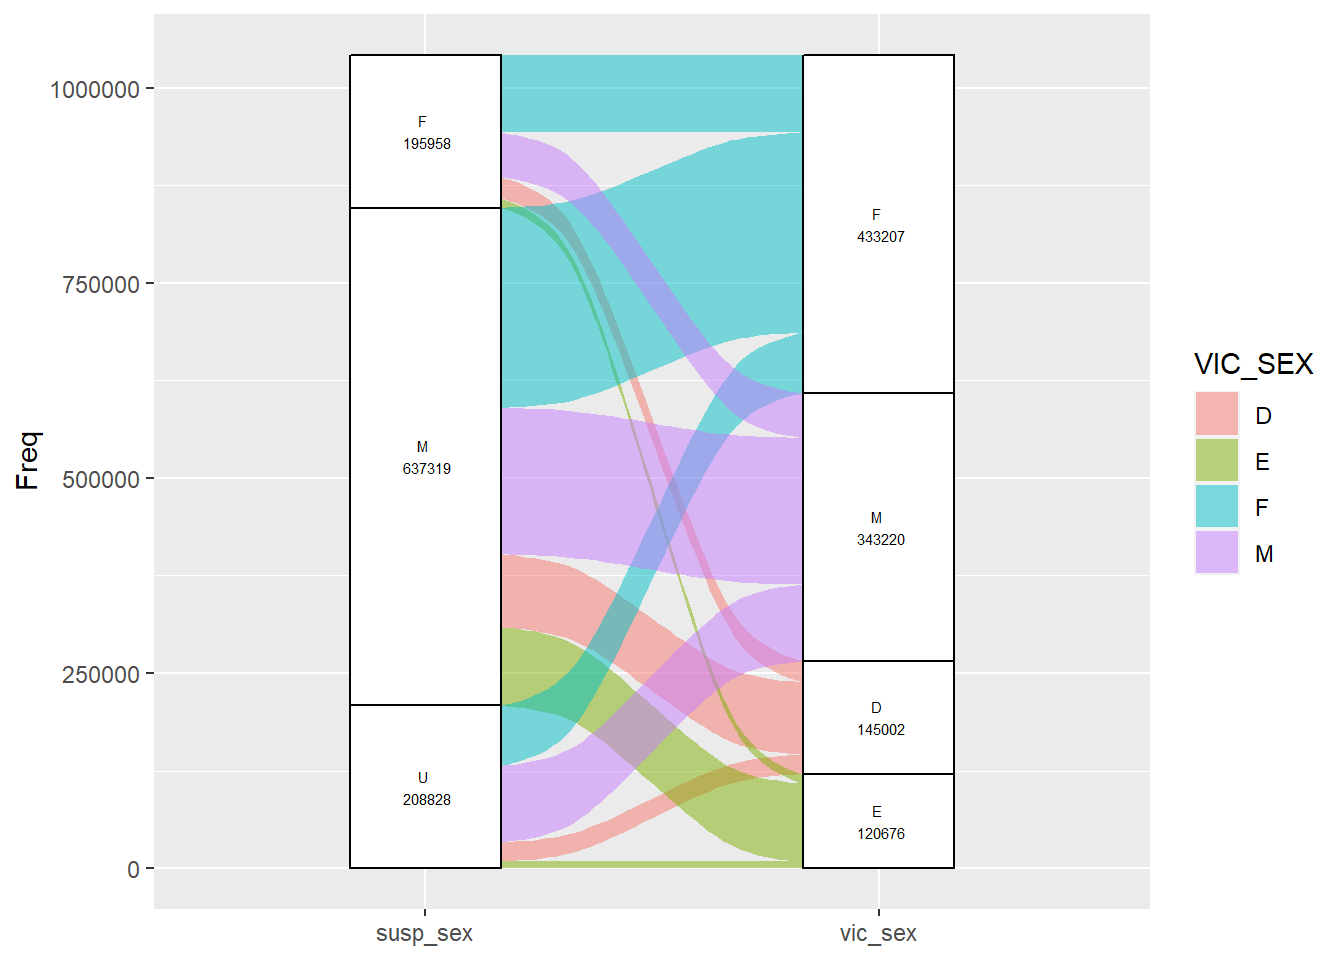 Freq
1000000
750000
500000
250000
0
F
195958
M
637319
U
208828
F
433207
M
343220
D
145002
E
120676
susp_sex
vic_sex
VIC_SEX
D
E
F
M